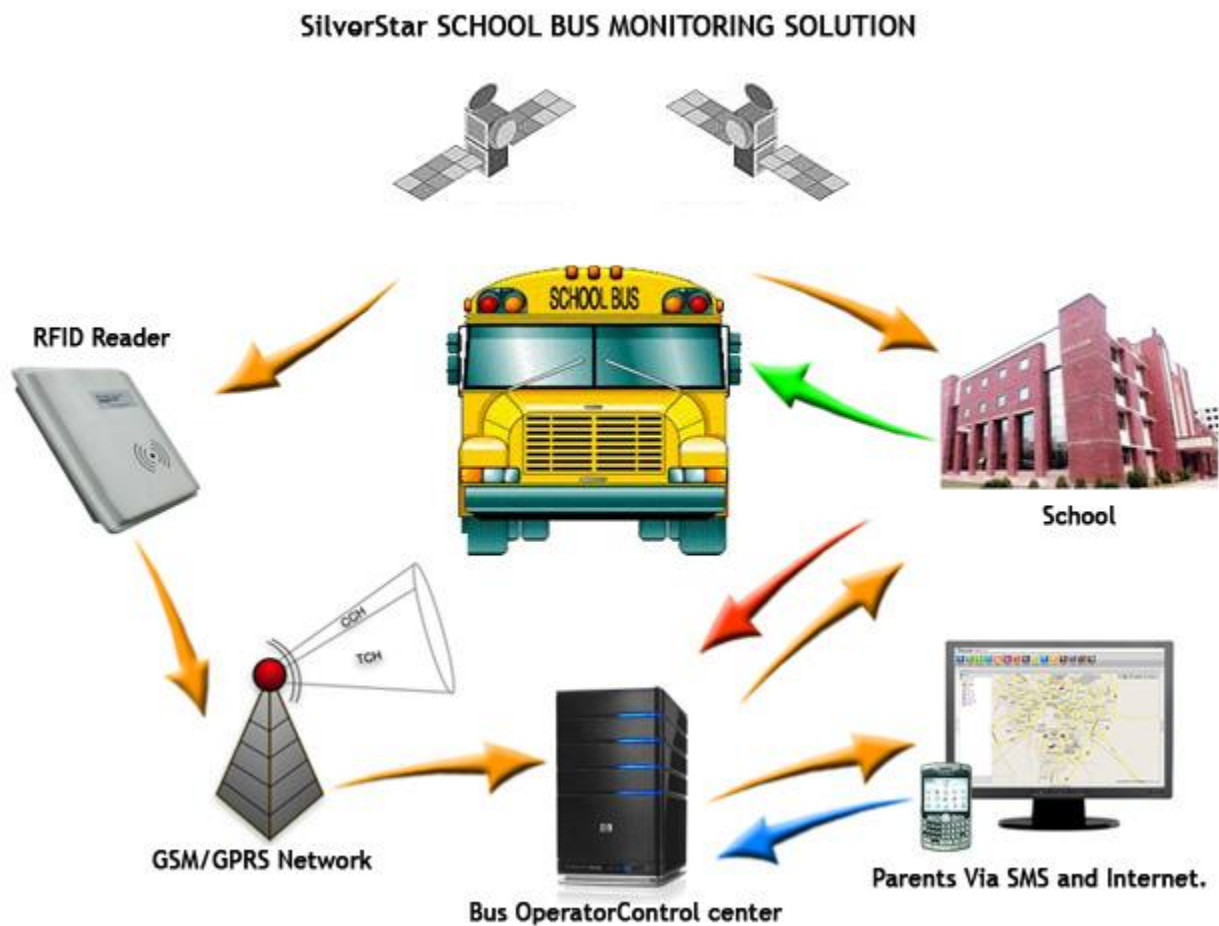 SilverStar SCHOOL BUS MONITORING SOLUTION
SCHOOL BUS
RFID Reader
School
CCH
TCH
GSM/GPRS Network
Bus OperatorControl center
Parents Via SMS and Internet.